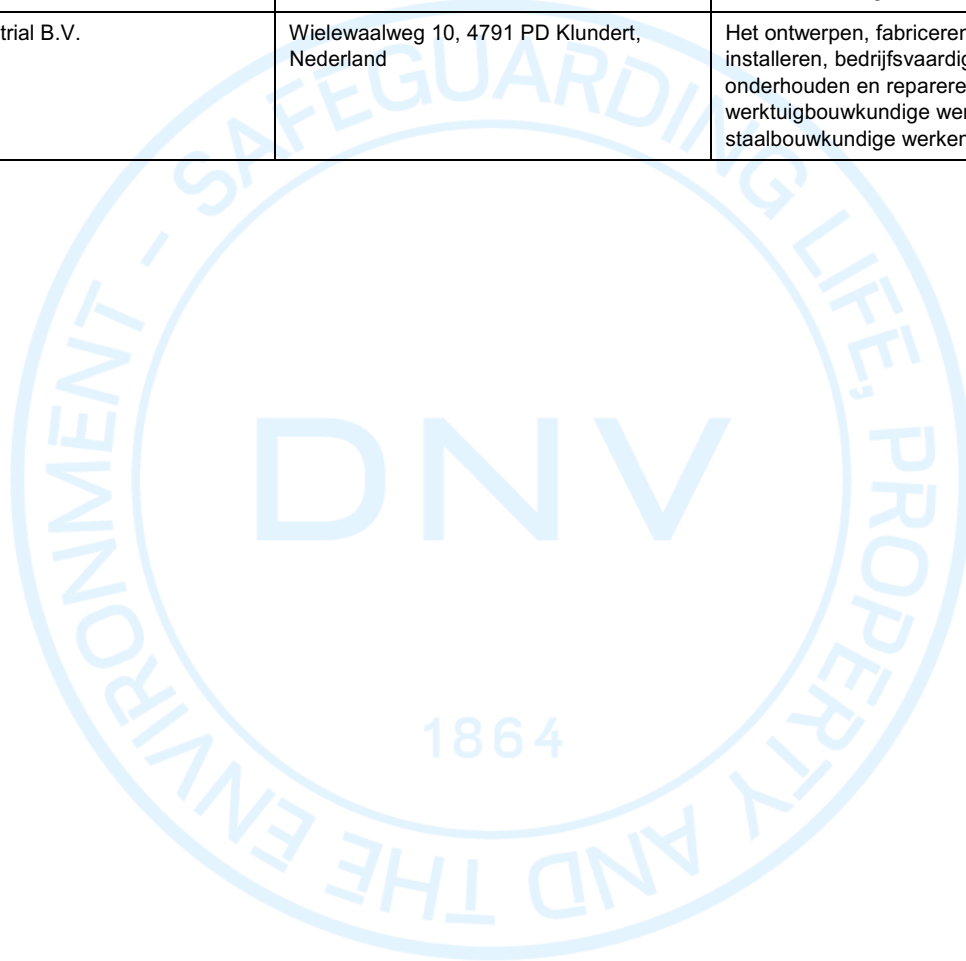 trial B.V.
Wielewaalweg 10, 4791 PD Klundert,
Nederland
Het ontwerpen, fabriceren
installeren, bedrijfsvaardig
onderhouden en reparere
werktuigbouwkundige wer
staalbouwkundige werken
SAFEGUARDING LIFE, PROPERTY AND THE ENVIRONMENT -
DNV
1864